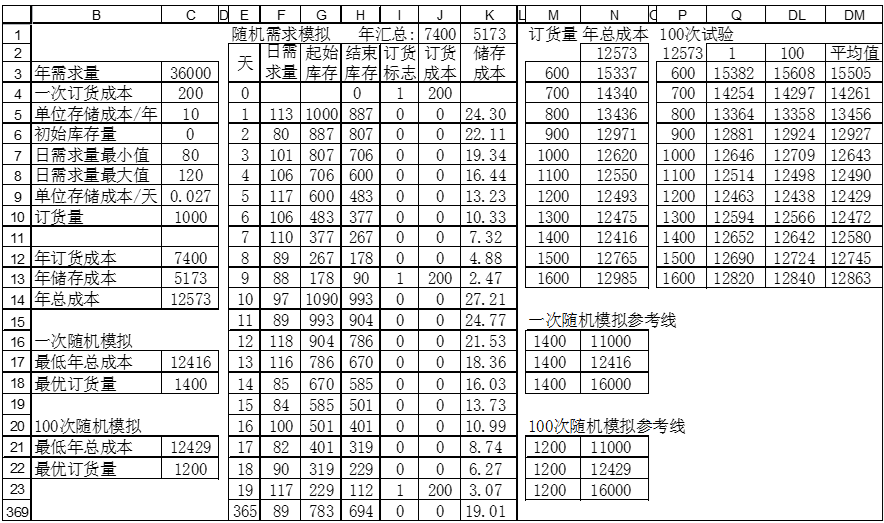 B C D E F G H I J K L M N O P Q DL DM
1 随机需求模拟 年汇总: 7400 5173 订货量 年总成本 100次试验
2 天 日需求量 起始库存 结束库存 订货标志 订货成本 储存成本 12573 12573 1 100 平均值
3 年需求量 36000 600 15337 600 15382 15608 15505
4 一次订货成本 200 0 0 1 200 700 14340 700 14254 14297 14261
5 单位存储成本/年 10 1 113 1000 887 0 0 24.30 800 13436 800 13364 13358 13456
6 初始库存量 0 2 80 887 807 0 0 22.11 900 12971 900 12881 12924 12927
7 日需求量最小值 80 3 101 807 706 0 0 19.34 1000 12620 1000 12646 12709 12643
8 日需求量最大值 120 4 106 706 600 0 0 16.44 1100 12550 1100 12514 12498 12490
9 单位存储成本/天 0.027 5 117 600 483 0 0 13.23 1200 12493 1200 12463 12438 12429
10 订货量 1000 6 106 483 377 0 0 10.33 1300 12475 1300 12594 12566 12472
11 7 110 377 267 0 0 7.32 1400 12416 1400 12652 12642 12580
12 年订货成本 7400 8 89 267 178 0 0 4.88 1500 12765 1500 12690 12724 12745
13 年储存成本 5173 9 88 178 90 1 200 2.47 1600 12985 1600 12820 12840 12863
14 年总成本 12573 10 97 1090 993 0 0 27.21
15 11 89 993 904 0 0 24.77 一次随机模拟参考线
16 一次随机模拟 12 118 904 786 0 0 21.53 1400 11000
17 最低年总成本 12416 13 116 786 670 0 0 18.36 1400 12416
18 最优订货量 1400 14 85 670 585 0 0 16.03 1400 16000
19 15 84 585 501 0 0 13.73
20 100次随机模拟 16 100 501 401 0 0 10.99 100次随机模拟参考线
21 最低年总成本 12429 17 82 401 319 0 0 8.74 1200 11000
22 最优订货量 1200 18 90 319 229 0 0 6.27 1200 12429
23 19 117 229 112 1 200 3.07 1200 16000
369 365 89 783 694 0 0 19.01